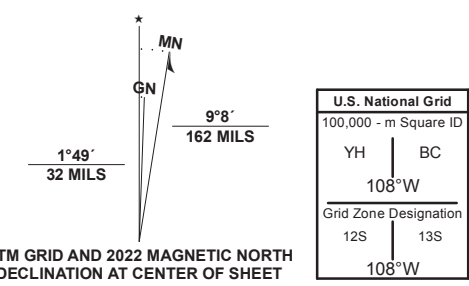 ★
MN
GN
1°49´
32 MILS
9°8´
162 MILS
TM GRID AND 2022 MAGNETIC NORTH
DECLINATION AT CENTER OF SHEET
U.S. National Grid
100,000 - m Square ID
YH BC
108°W
Grid Zone Designation
12S 13S
108°W